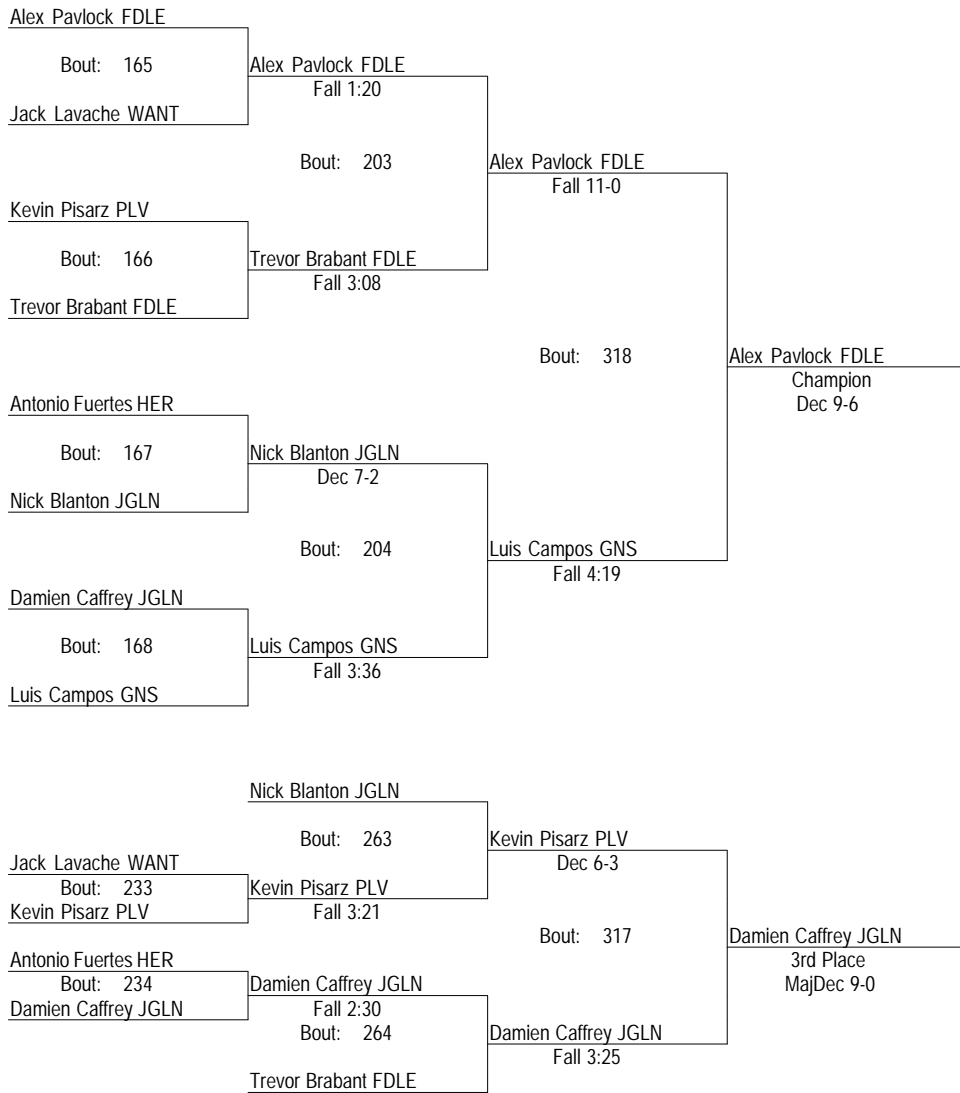 Alex Pavlock FDLE
Bout: 165
Alex Pavlock FDLE
Fall 1:20
Jack Lavache WANT
Bout: 203
Alex Pavlock FDLE
Fall 11-0
Kevin Pisarz PLV
Bout: 166
Trevor Brabant FDLE
Fall 3:08
Trevor Brabant FDLE
Bout: 318
Alex Pavlock FDLE
Champion
Dec 9-6
Antonio Fuertes HER
Bout: 167
Nick Blanton JGLN
Dec 7-2
Nick Blanton JGLN
Bout: 204
Luis Campos GNS
Fall 4:19
Damien Caffrey JGLN
Bout: 168
Luis Campos GNS
Fall 3:36
Luis Campos GNS
Nick Blanton JGLN
Bout: 263
Kevin Pisarz PLV
Dec 6-3
Jack Lavache WANT
Bout: 233
Kevin Pisarz PLV
Kevin Pisarz PLV
Fall 3:21
Bout: 317
Damien Caffrey JGLN
3rd Place
MajDec 9-0
Antonio Fuertes HER
Bout: 234
Damien Caffrey JGLN
Damien Caffrey JGLN
Fall 2:30
Bout: 264
Damien Caffrey JGLN
Fall 3:25
Trevor Brabant FDLE